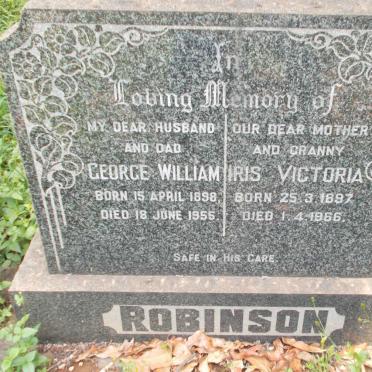 In
Loving Memory of
MY DEAR HUSBAND
AND DAD
GEORGE WILLIAM
BORN 15 APRIL 1898,
DIED 18 JUNE 1955,
OUR DEAR MOTHER
AND GRANNY
IRIS VICTORIA
BORN 25.3.1897
DIED 1.4.1966.
SAFE IN HIS CARE.
ROBINSON